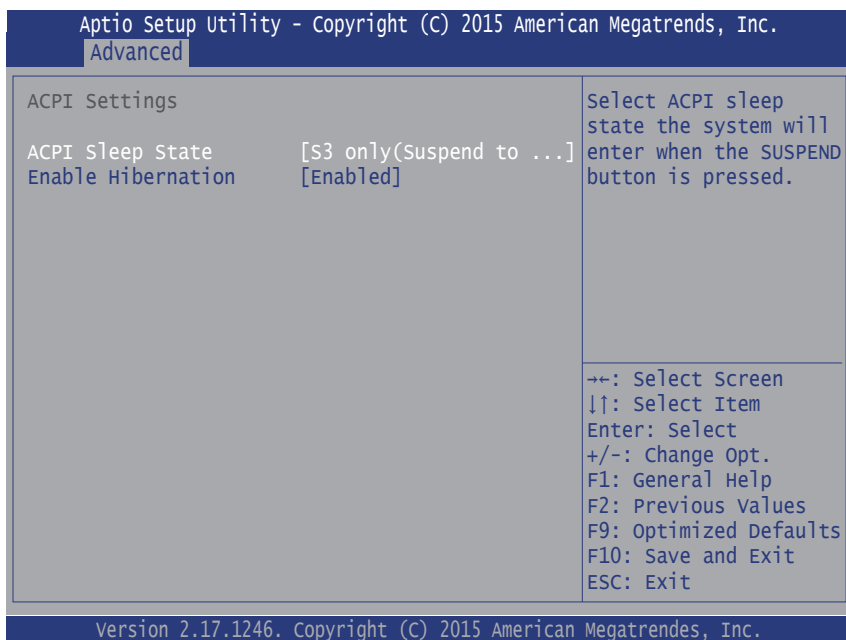 Aptio Setup Utility - Copyright (C) 2015 American Megatrends, Inc.
Advanced
ACPI Settings
ACPI Sleep State [S3 only(Suspend to ...]
Enable Hibernation [Enabled]
Select ACPI sleep
state the system will
enter when the SUSPEND
button is pressed.
→←: Select Screen
↓↑: Select Item
Enter: Select
+/-: Change Opt.
F1: General Help
F2: Previous Values
F9: Optimized Defaults
F10: Save and Exit
ESC: Exit
Version 2.17.1246. Copyright (C) 2015 American Megatrendes, Inc.